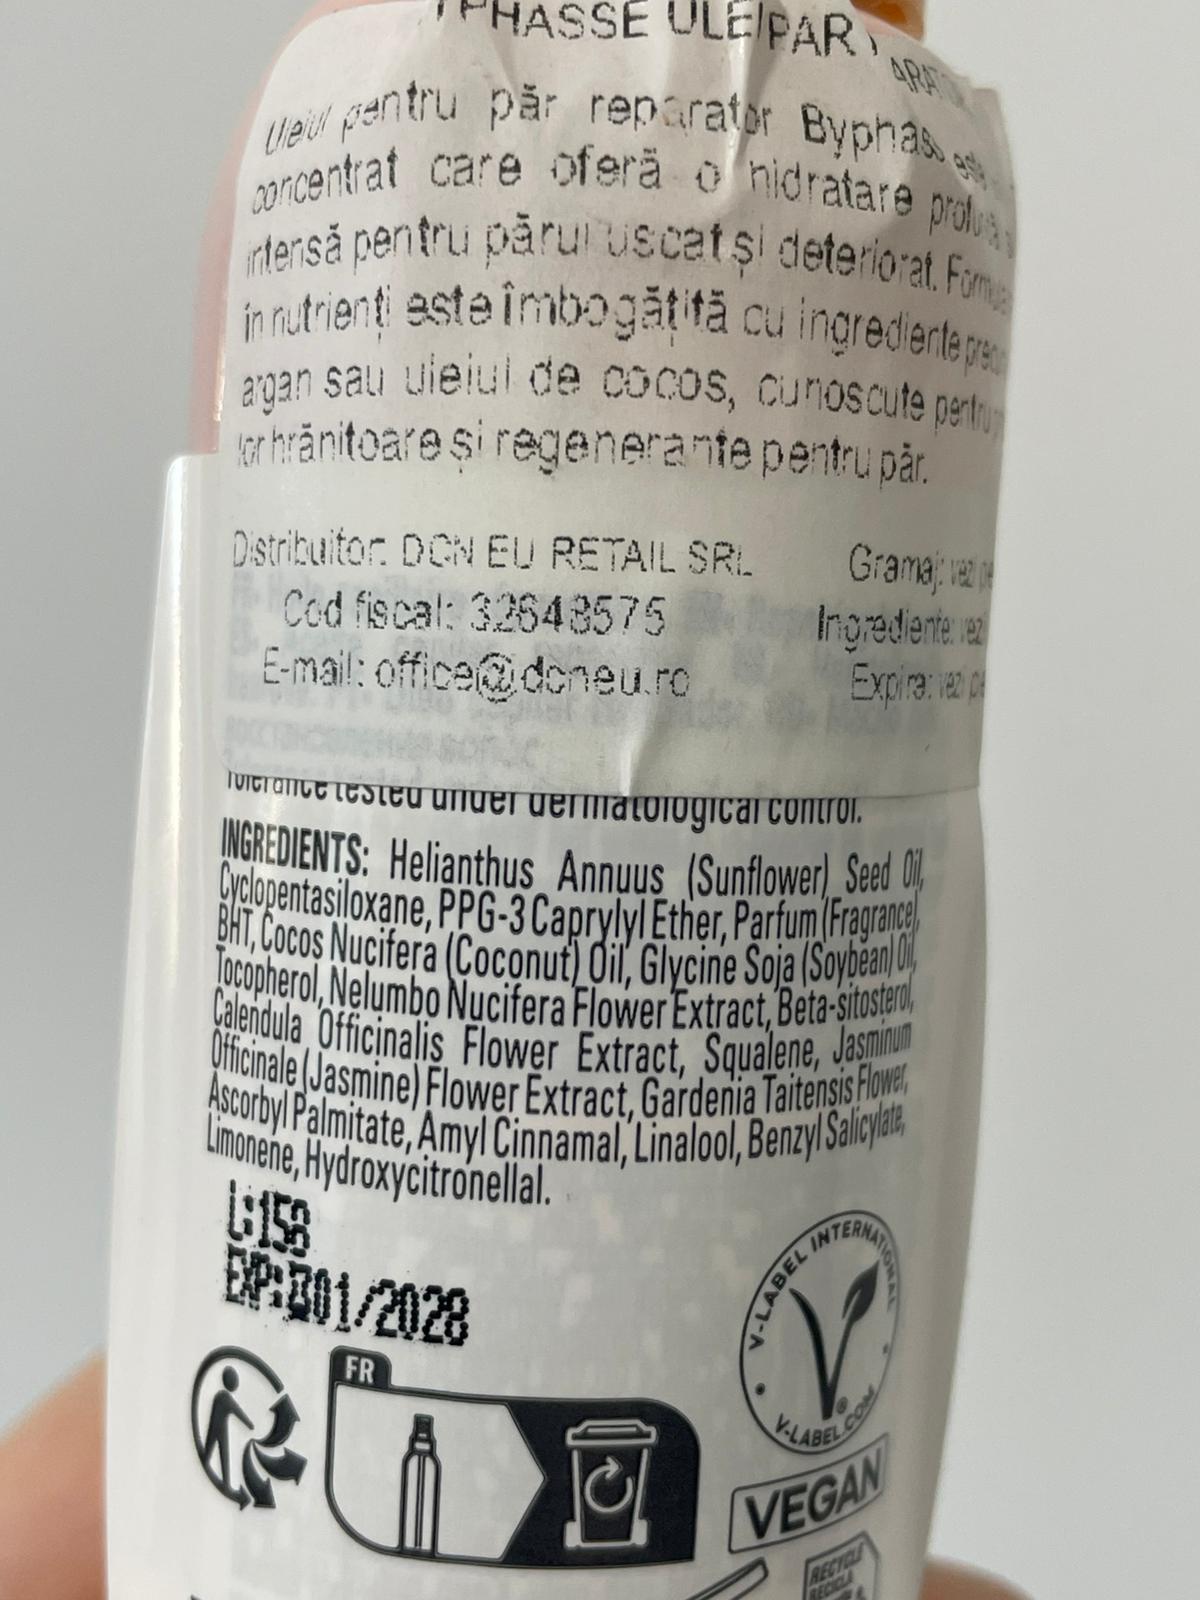 ULEI PAR
Uleiul pentru păr reparator Byphasse este
concentrat care oferă o hidratare
intensă pentru părul uscat și deteriorat.
în nutrienți este îmbogățită cu ingrediente
argan sau uleiul de cocos, cunoscute pentru
lor hrănitoare și regenerante pentru păr.
Distribuitor: DCN EU RETAIL SRL Gramaj: vezi
Cod fiscal: 32648575 Ingrediente: vezi
E-mail: office@dcneu.ro Expira: vezi
Tolerance tested under dermatological control.
INGREDIENTS: Helianthus Annuus (Sunflower) Seed Oil,
Cyclopentasiloxane, PPG-3 Caprylyl Ether, Parfum (Fragrance),
BHT, Cocos Nucifera (Coconut) Oil, Glycine Soja (Soybean) Oil,
Tocopherol, Nelumbo Nucifera Flower Extract, Beta-sitosterol,
Calendula Officinalis Flower Extract, Squalene, Jasminum
Officinale (Jasmine) Flower Extract, Gardenia Taitensis Flower,
Ascorbyl Palmitate, Amyl Cinnamal, Linalool, Benzyl Salicylate,
Limonene, Hydroxycitronellal.
L:158
EXP: 01/2028
FR
V-LABEL INTERNATIONAL
V-LABEL.COM
VEGAN
RECYCLE
RECICLA